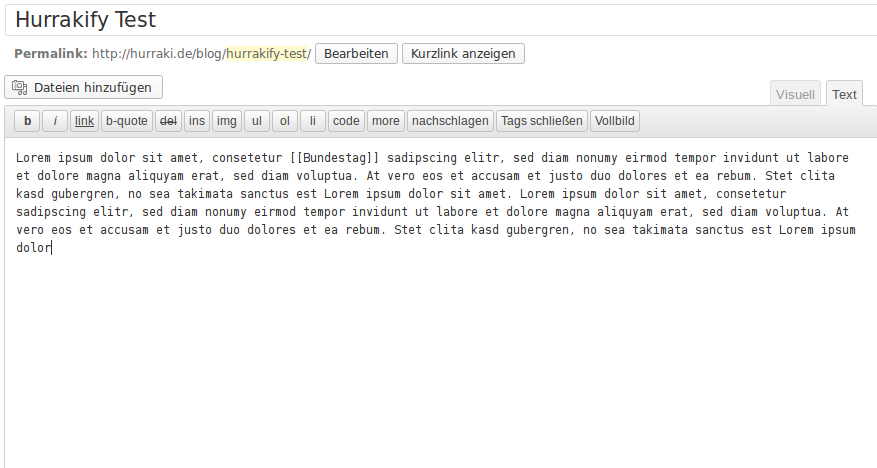 Hurrakify Test
Permalink: http://hurraki.de/blog/hurrakify-test/ Bearbeiten Kurzlink anzeigen
Dateien hinzufügen
Visuell Text
b i link b-quote del ins img ul ol li code more nachschlagen Tags schließen Vollbild
Lorem ipsum dolor sit amet, consetetur [[Bundestag]] sadipscing elitr, sed diam nonumy eirmod tempor invidunt ut labore
et dolore magna aliquyam erat, sed diam voluptua. At vero eos et accusam et justo duo dolores et ea rebum. Stet clita
kasd gubergren, no sea takimata sanctus est Lorem ipsum dolor sit amet. Lorem ipsum dolor sit amet, consetetur
sadipscing elitr, sed diam nonumy eirmod tempor invidunt ut labore et dolore magna aliquyam erat, sed diam voluptua. At
vero eos et accusam et justo duo dolores et ea rebum. Stet clita kasd gubergren, no sea takimata sanctus est Lorem ipsum
dolor